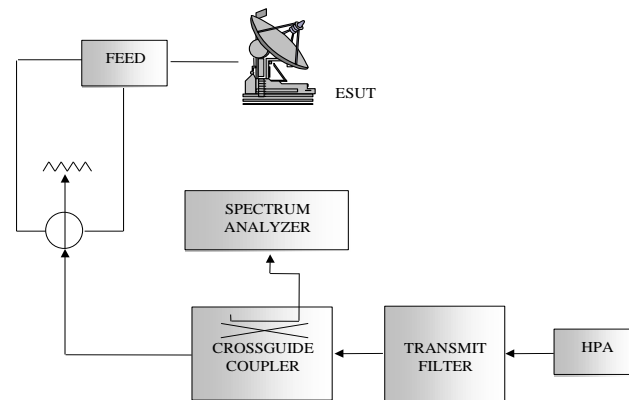 FEED
ESUT
SPECTRUM
ANALYZER
CROSSGUIDE
COUPLER
TRANSMIT
FILTER
HPA